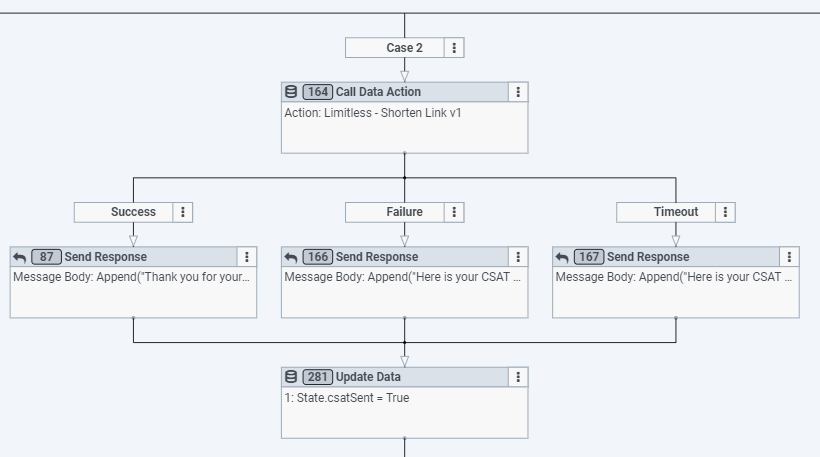 Case 2
164 Call Data Action
Action: Limitless - Shorten Link v1
Success
Failure
Timeout
87 Send Response
Message Body: Append("Thank you for your...
166 Send Response
Message Body: Append("Here is your CSAT ...
167 Send Response
Message Body: Append("Here is your CSAT ...
281 Update Data
1: State.csatSent = True